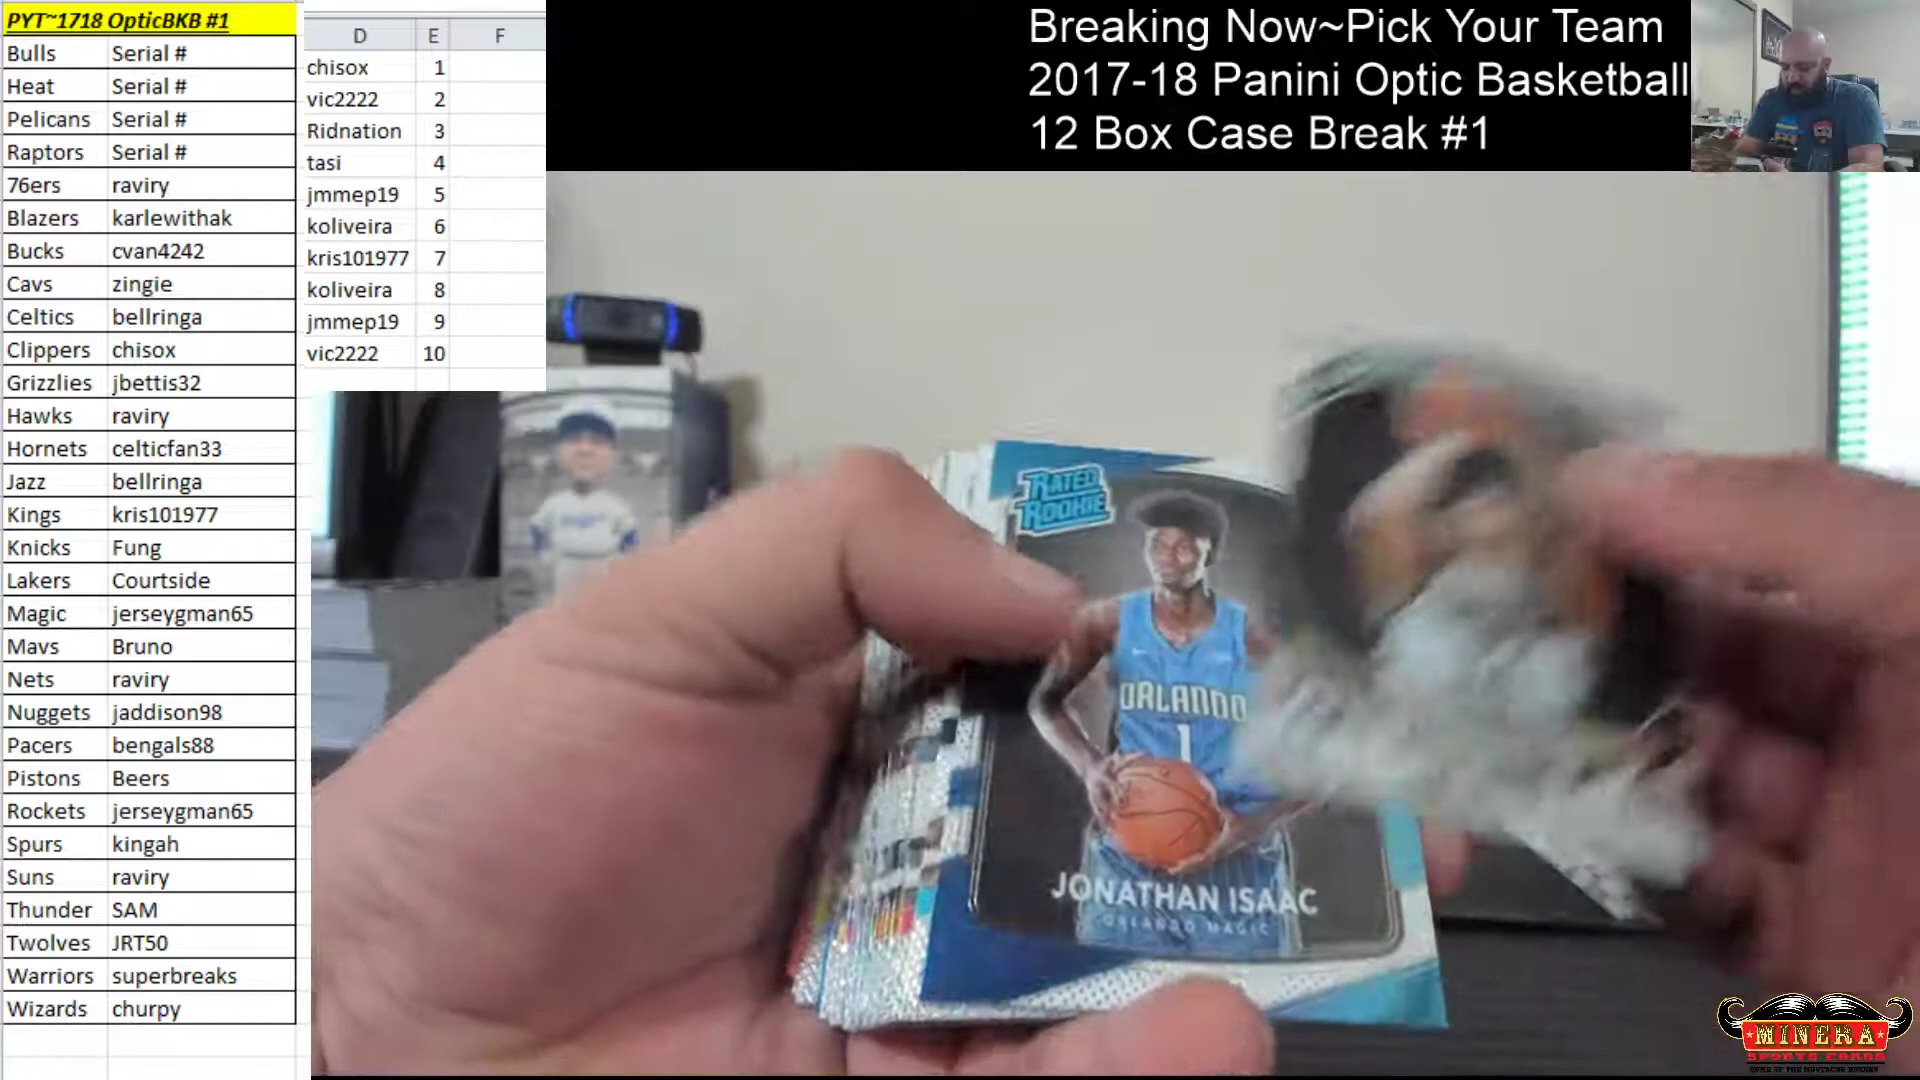 PYT~1718 OpticBKB #1
Bulls Serial #
Heat Serial #
Pelicans Serial #
Raptors Serial #
76ers raviry
Blazers karlewithak
Bucks cvan4242
Cavs zingie
Celtics bellringa
Clippers chisox
Grizzlies jbettis32
Hawks raviry
Hornets celticfan33
Jazz bellringa
Kings kris101977
Knicks Fung
Lakers Courtside
Magic jerseygman65
Mavs Bruno
Nets raviry
Nuggets jaddison98
Pacers bengals88
Pistons Beers
Rockets jerseygman65
Spurs kingah
Suns raviry
Thunder SAM
Twolves JRT50
Warriors superbreaks
Wizards churpy
D E F
chisox 1
vic2222 2
Ridnation 3
tasi 4
jmmep19 5
koliveira 6
kris101977 7
koliveira 8
jmmep19 9
vic2222 10
Breaking Now~Pick Your Team
2017-18 Panini Optic Basketball
12 Box Case Break #1
RATED
ROOKIE
ORLANDO
1
JONATHAN ISAAC
ORLANDO MAGIC
MINERA
SPORTS CARDS
HOME OF THE MUSTACHE BREAKS